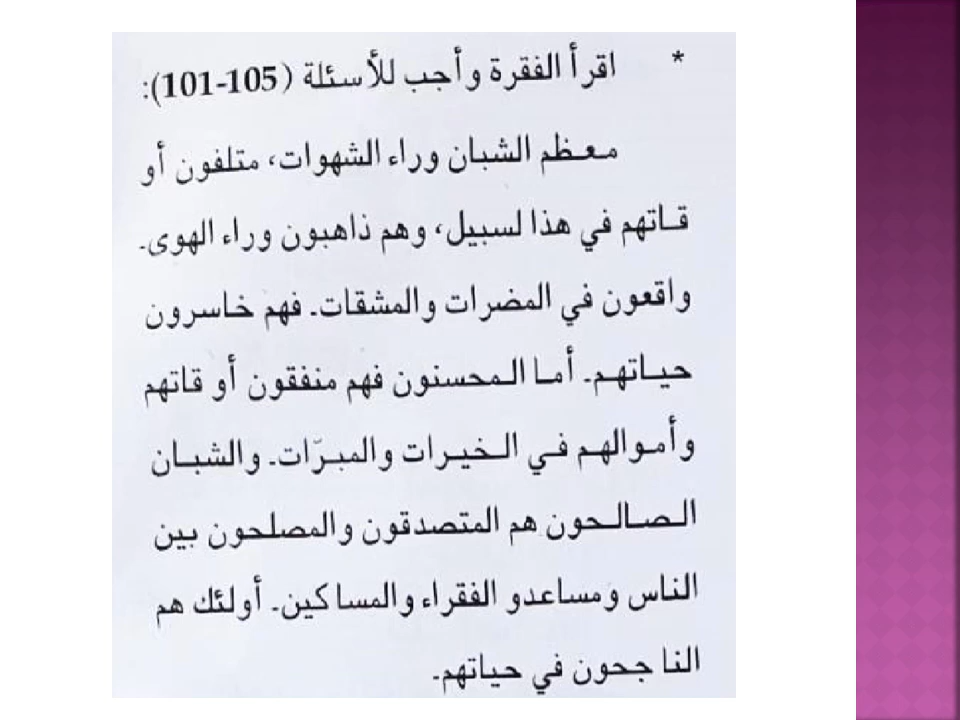 * اقرأ الفقرة وأجب للأسئلة (105-101):
معظم الشبان وراء الشهوات، متلفون أو
قاتهم في هذا لسبيل، وهم ذاهبون وراء الهوى۔
واقعون في المضرات والمشقات۔ فهم خاسرون
حياتهم۔ أما المحسنون فهم منفقون أو قاتهم
وأموالهم في الخيرات والمبرّات۔ والشبان
الصالحون هم المتصدقون والمصلحون بين
الناس ومساعدو الفقراء والمساكين۔ أولئك هم
النا جحون في حياتهم۔